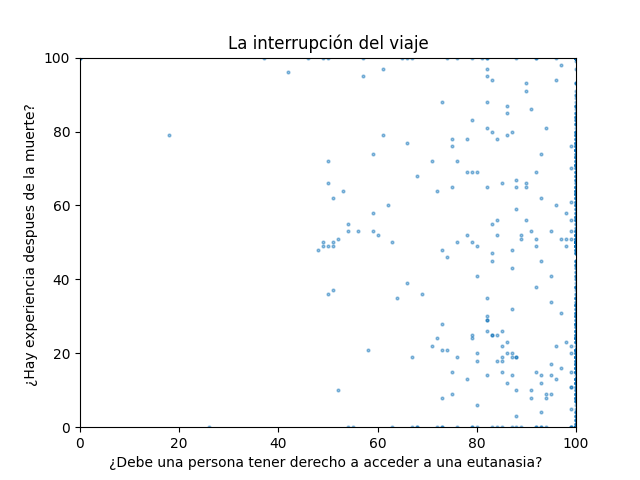 La interrupción del viaje
¿Hay experiencia despues de la muerte?
100
80
60
40
20
0
0 20 40 60 80 100
¿Debe una persona tener derecho a acceder a una eutanasia?